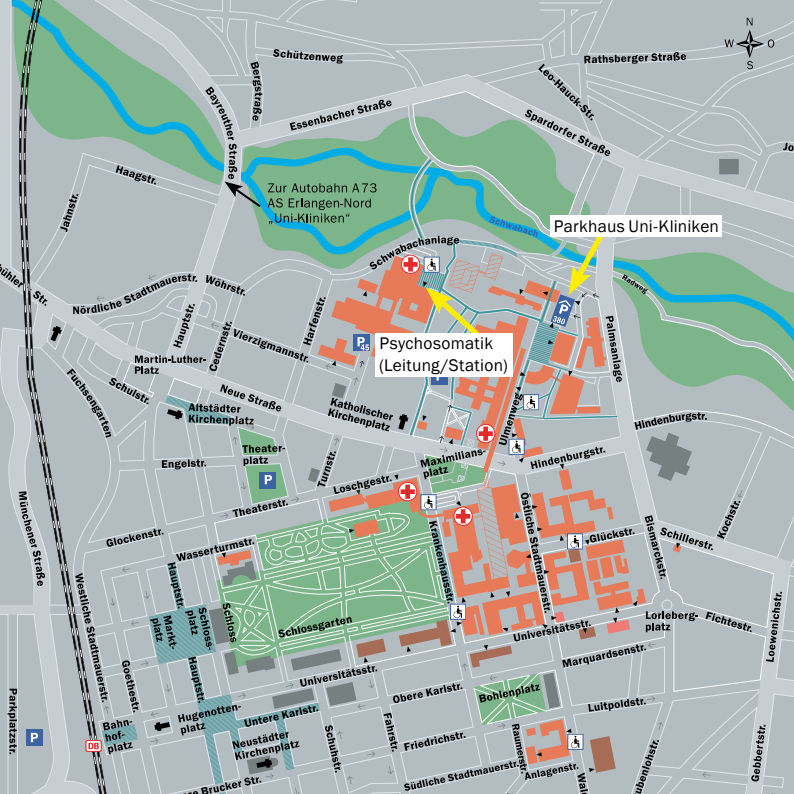 N
W
O
S
Schützenweg
Rathsberger Straße
Bergstraße
Leo-Hauck-Str.
Bayreuther Straße
Essenbacher Straße
Spardorfer Straße
Haagstr.
Jahnstr.
Zur Autobahn A 73
AS Erlangen-Nord
„Uni-Kliniken“
Schwabach
Parkhaus Uni-Kliniken
Schwabachanlage
Radweg
Nördliche Stadtmauerstr.
Wöhrstr.
P
380
Hauptstr.
Cedernstr.
Vierzigmannstr.
Harfenstr.
P
45
Psychosomatik
(Leitung/Station)
Palmsanlage
Martin-Luther-
Platz
Fuchsengarten
Schulstr.
Neue Straße
Altstädter
Kirchenplatz
Katholischer
Kirchenplatz
Ulmenweg
Hindenburgstr.
Engelstr.
Theater-
platz
P
Turnstr.
Maximilians-
platz
Hindenburgstr.
Loschgestr.
Theaterstr.
Glockenstr.
Münchener Straße
Wasserturmstr.
Krankenhausstr.
Östliche Stadtmauerstr.
Glückstr.
Bismarckstr.
Schillerstr.
Kochstr.
Westliche Stadtmauerstr.
Hauptstr.
Markt-
platz
Schloss-
platz
Schloss
Schlossgarten
Universitätsstr.
Lorleberg-
platz
Fichtestr.
Loewenichstr.
Goethestr.
Hauptstr.
Universitätsstr.
Marquardsenstr.
Obere Karlstr.
Bohlenplatz
Luitpoldstr.
Parkplatzstr.
P
DB
Bahn-
hof-
platz
Hugenotten-
platz
Untere Karlstr.
Neustädter
Kirchenplatz
Schuhstr.
Fahrstr.
Friedrichstr.
Raumerstr.
Anlagenstr.
Südliche Stadtmauerstr.
Gebbertstr.